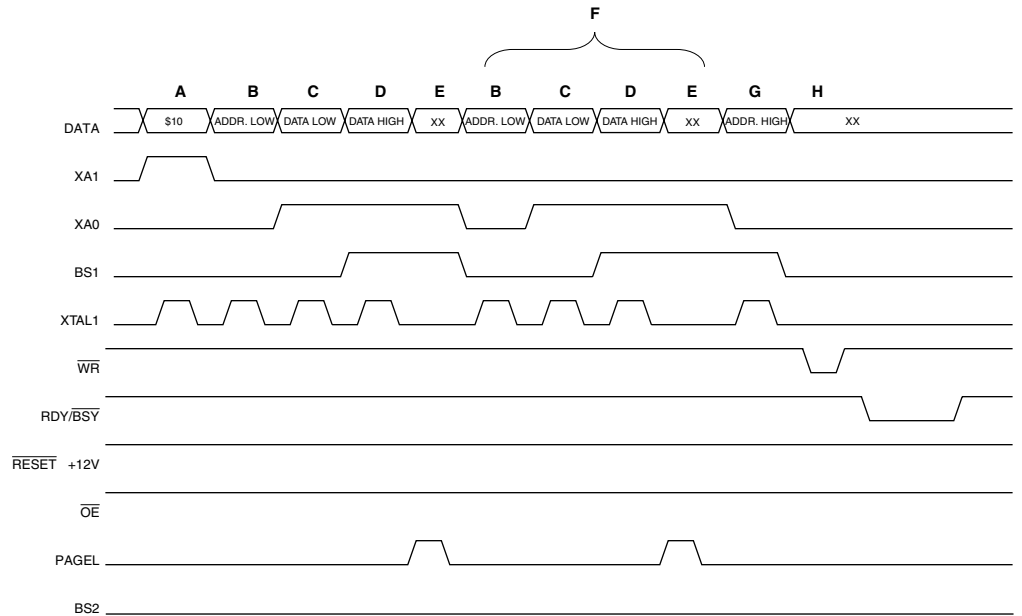 F
A B C D E B C D E G H
DATA $10 ADDR. LOW DATA LOW DATA HIGH XX ADDR. LOW DATA LOW DATA HIGH XX ADDR. HIGH XX
XA1
XA0
BS1
XTAL1
WR
RDY/BSY
RESET +12V
OE
PAGEL
BS2